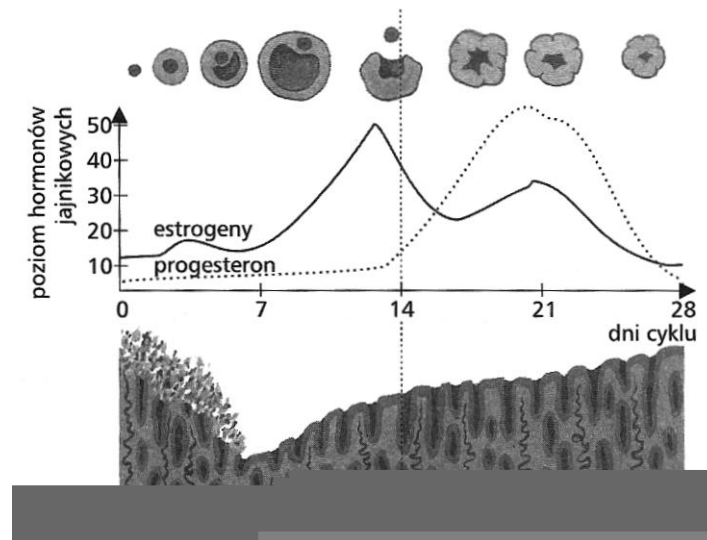 poziom hormonów
jajnikowych
50
40
30
20
10
estrogeny
progesteron
0 7 14 21 28
dni cyklu